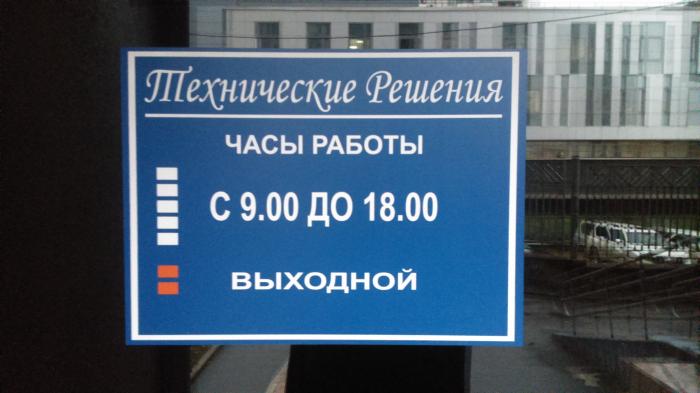 Технические Решения
ЧАСЫ РАБОТЫ
С 9.00 ДО 18.00
ВЫХОДНОЙ